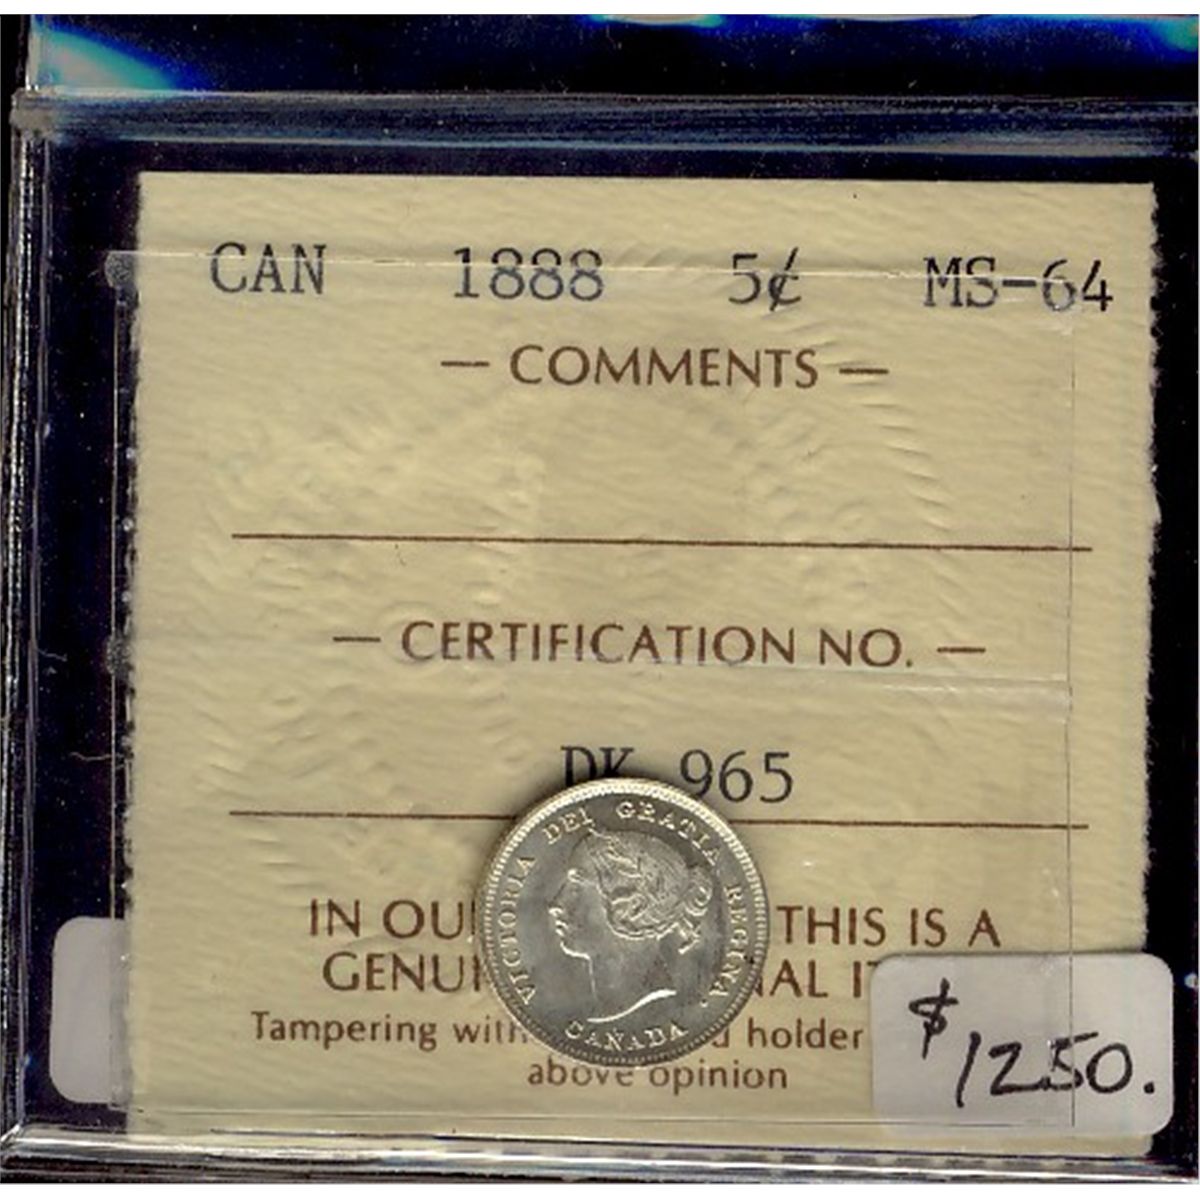 CAN 1888 5¢ MS-64
— COMMENTS —
— CERTIFICATION NO. —
DK 965
VICTORIA DEI GRATIA REGINA.
CANADA
IN OU THIS IS A
GENU NAL
Tampering with holder
above opinion
$1250.